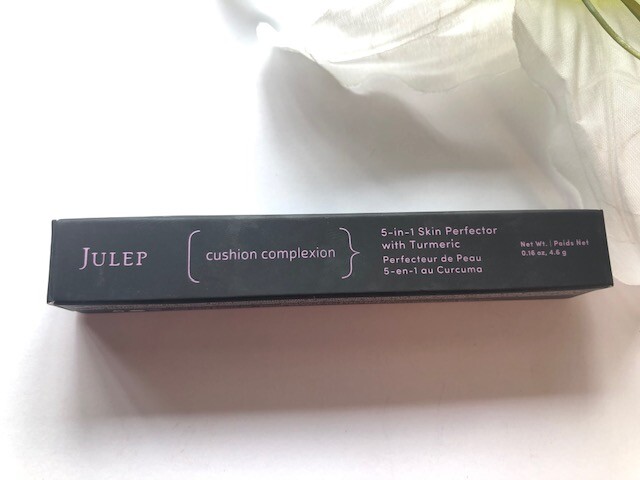 JULEP
cushion complexion
5-in-1 Skin Perfector
with Turmeric
Perfecteur de Peau
5-en-1 au Curcuma
Net Wt. | Poids Net
0.16 oz, 4.6 g